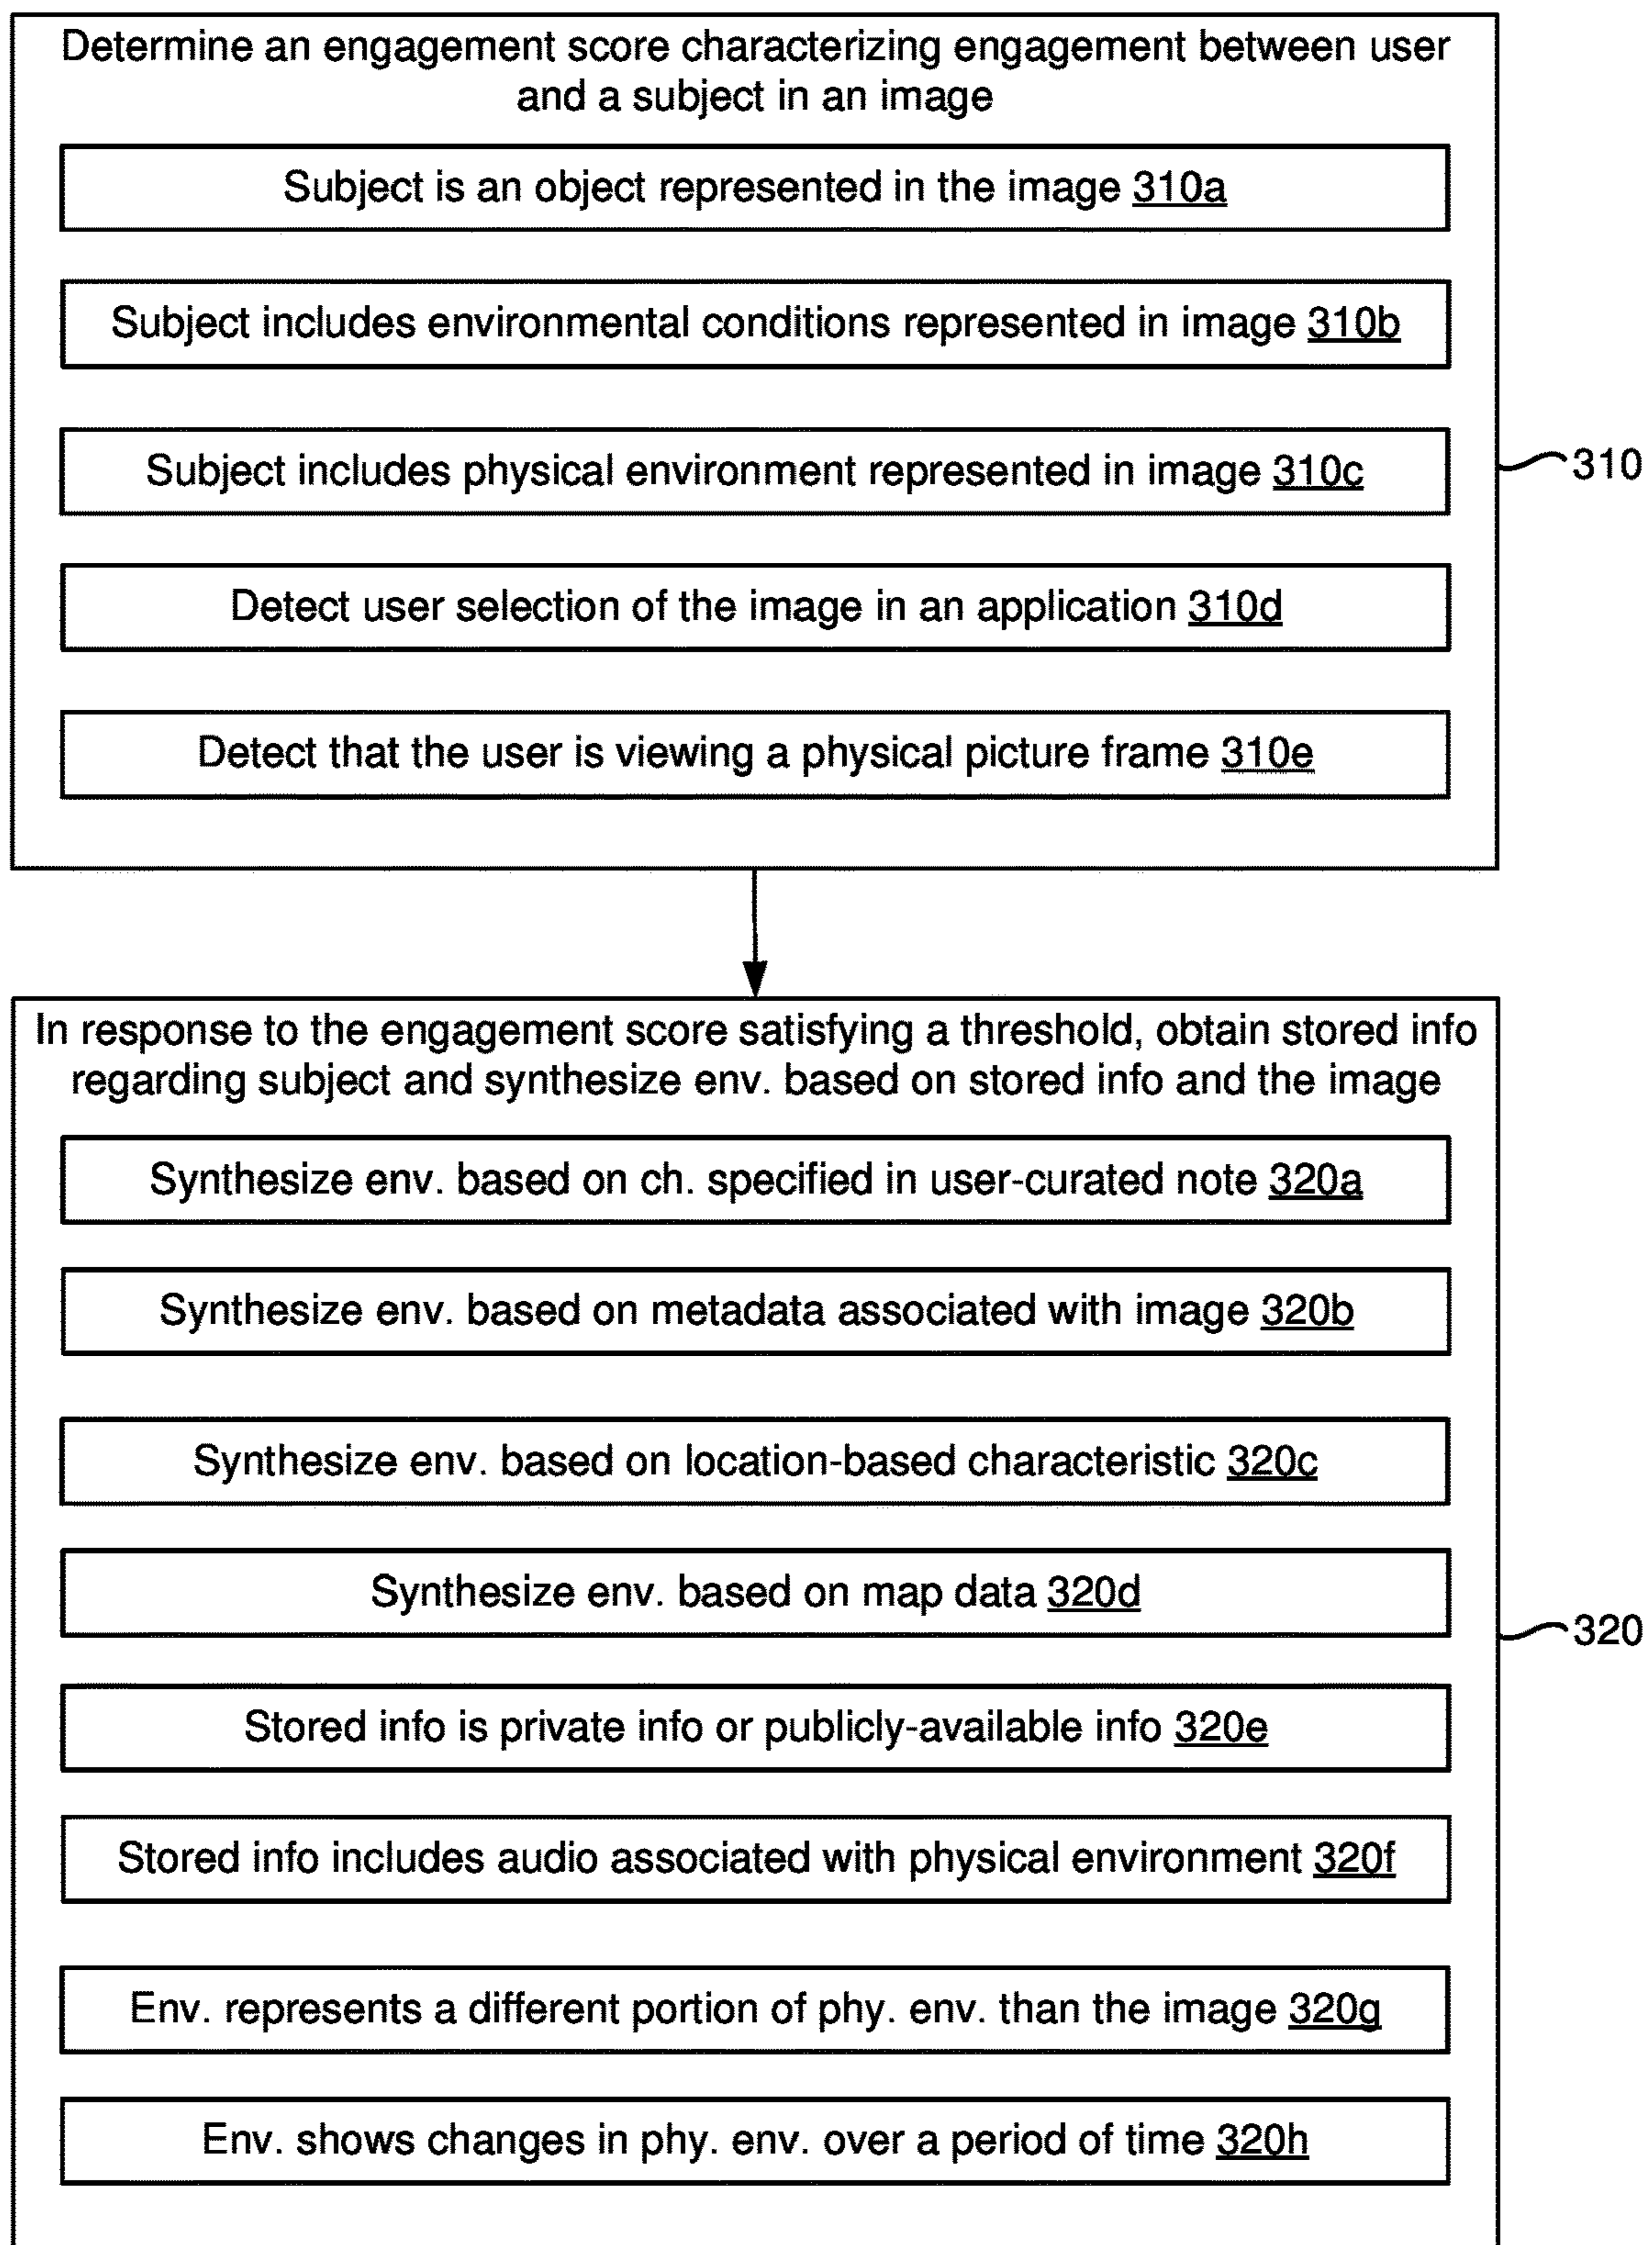 Determine an engagement score characterizing engagement between user
and a subject in an image
Subject is an object represented in the image 310a
Subject includes environmental conditions represented in image 310b
Subject includes physical environment represented in image 310c
310
Detect user selection of the image in an application 310d
Detect that the user is viewing a physical picture frame 310e
In response to the engagement score satisfying a threshold, obtain stored info
regarding subject and synthesize env. based on stored info and the image
Synthesize env. based on ch. specified in user-curated note 320a
Synthesize env. based on metadata associated with image 320b
Synthesize env. based on location-based characteristic 320c
Synthesize env. based on map data 320d
320
Stored info is private info or publicly-available info 320e
Stored info includes audio associated with physical environment 320f
Env. represents a different portion of phy. env. than the image 320g
Env. shows changes in phy. env. over a period of time 320h